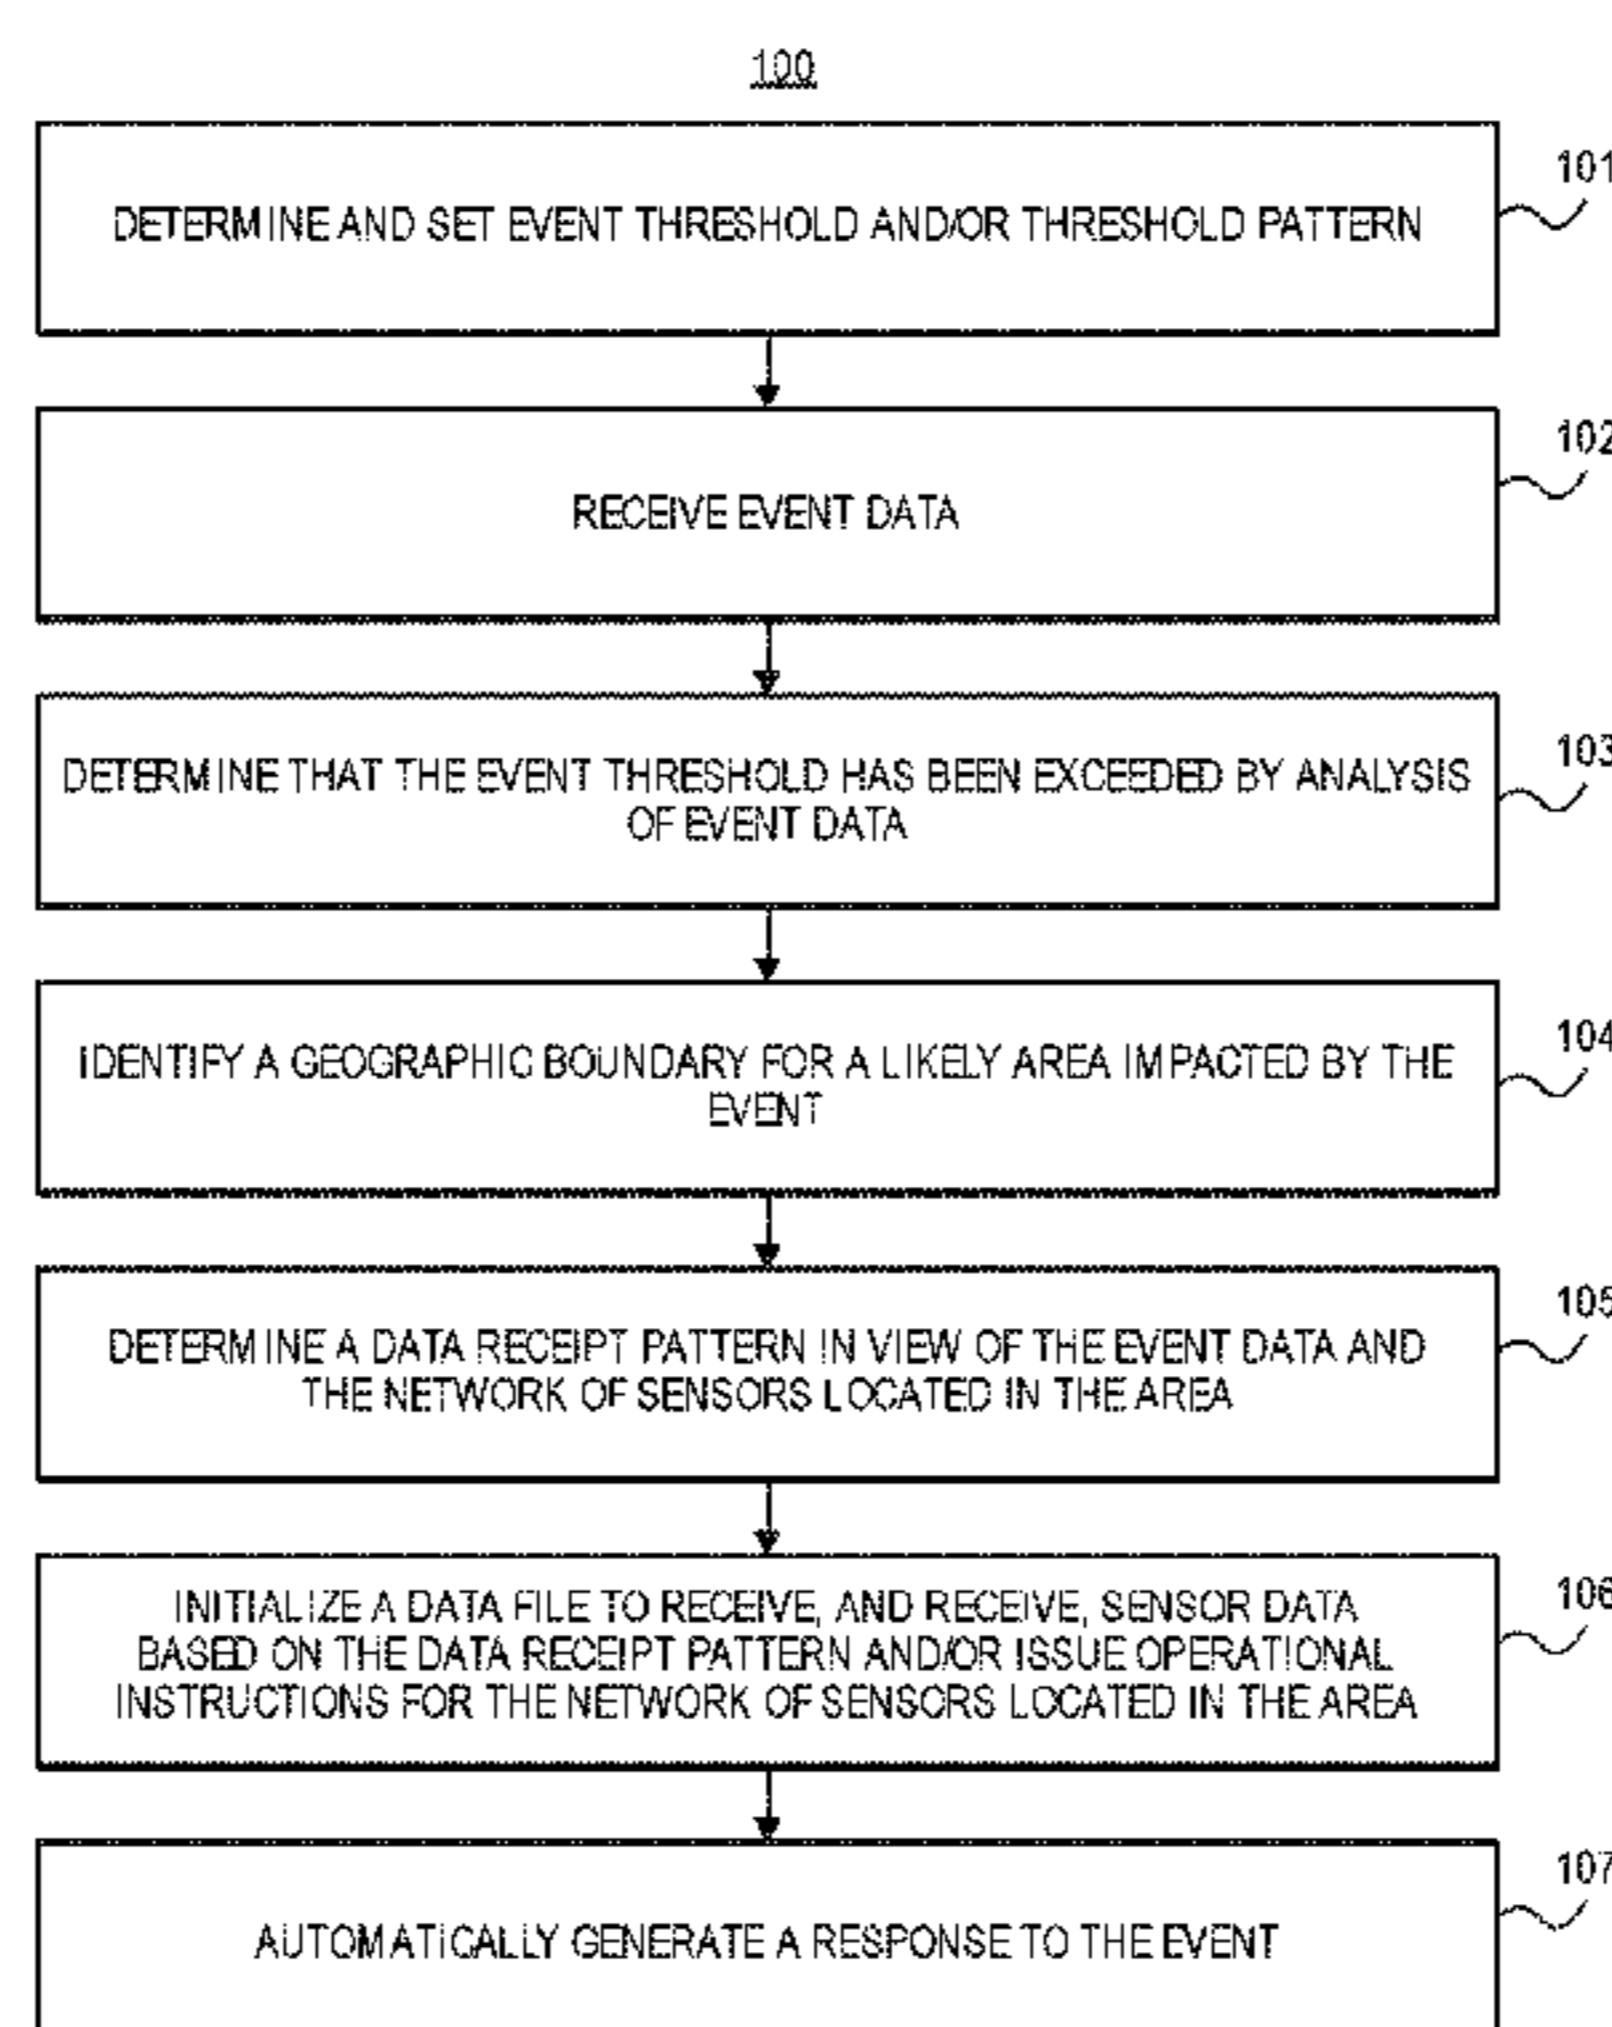 100
101
DETERMINE AND SET EVENT THRESHOLD AND/OR THRESHOLD PATTERN
102
RECEIVE EVENT DATA
103
DETERMINE THAT THE EVENT THRESHOLD HAS BEEN EXCEEDED BY ANALYSIS
OF EVENT DATA
104
IDENTIFY A GEOGRAPHIC BOUNDARY FOR A LIKELY AREA IMPACTED BY THE
EVENT
105
DETERMINE A DATA RECEIPT PATTERN IN VIEW OF THE EVENT DATA AND
THE NETWORK OF SENSORS LOCATED IN THE AREA
106
INITIALIZE A DATA FILE TO RECEIVE, AND RECEIVE, SENSOR DATA
BASED ON THE DATA RECEIPT PATTERN AND/OR ISSUE OPERATIONAL
INSTRUCTIONS FOR THE NETWORK OF SENSORS LOCATED IN THE AREA
107
AUTOMATICALLY GENERATE A RESPONSE TO THE EVENT